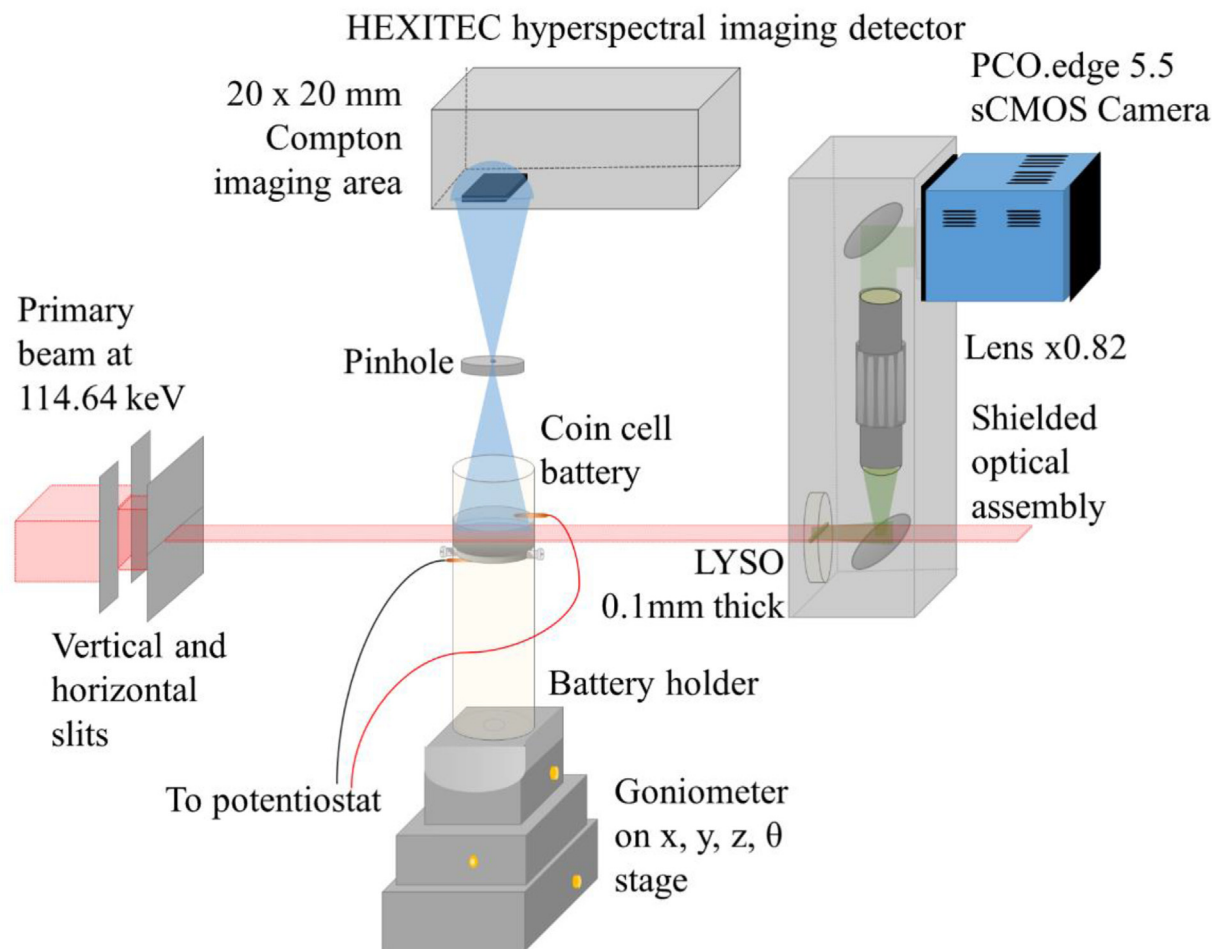 HEXITEC hyperspectral imaging detector
20 x 20 mm
Compton
imaging area
PCO.edge 5.5
sCMOS Camera
Primary
beam at
114.64 keV
Pinhole
Lens x0.82
Coin cell
battery
Shielded
optical
assembly
LYSO
0.1mm thick
Vertical and
horizontal
slits
Battery holder
To potentiostat
Goniometer
on x, y, z, θ
stage